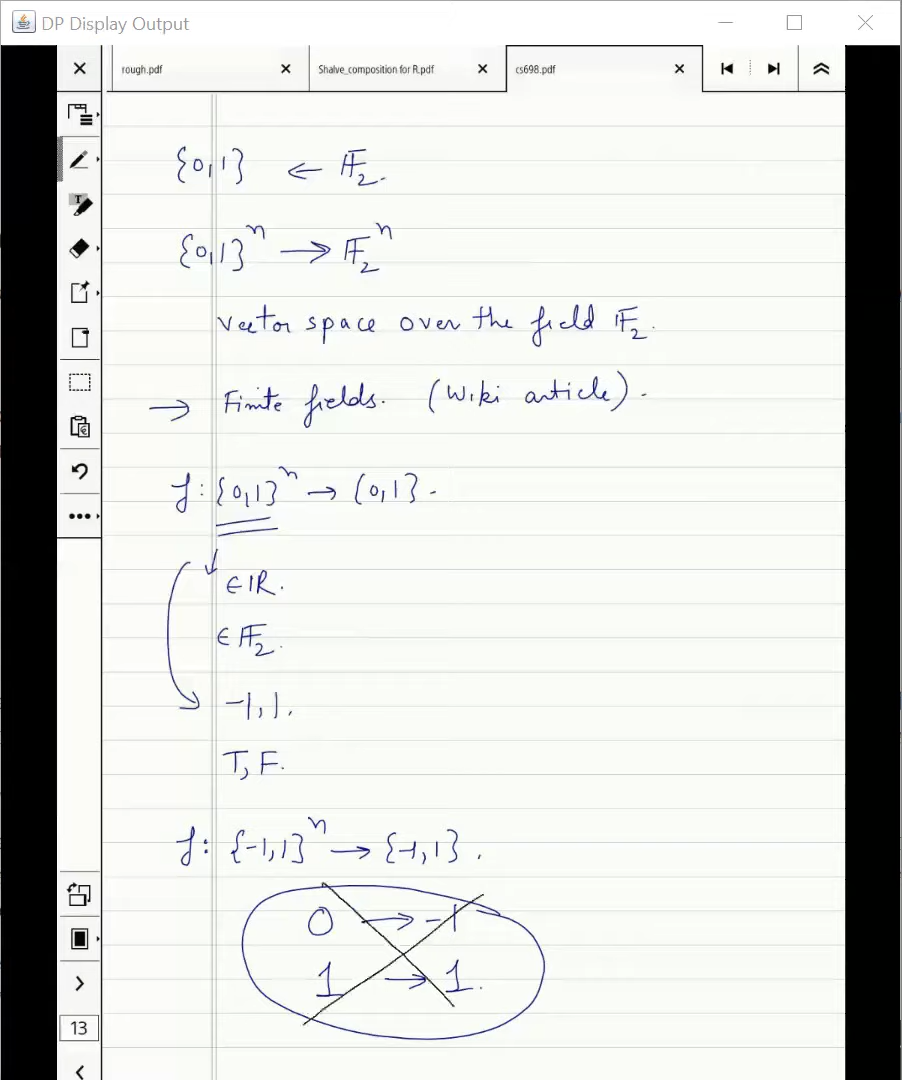 DP Display Output
rough.pdf
Shalve_composition for R.pdf
cs698.pdf
{0,1} ← 𝔽₂.
{0,1}ⁿ → 𝔽₂ⁿ
vector space over the field 𝔽₂.
→ Finite fields. (Wiki article).
f: {0,1}ⁿ → {0,1}.
∈ ℝ.
∈ 𝔽₂.
-1, 1.
T, F.
f: {-1,1}ⁿ → {-1,1}.
0 → -1
1 → 1.
13